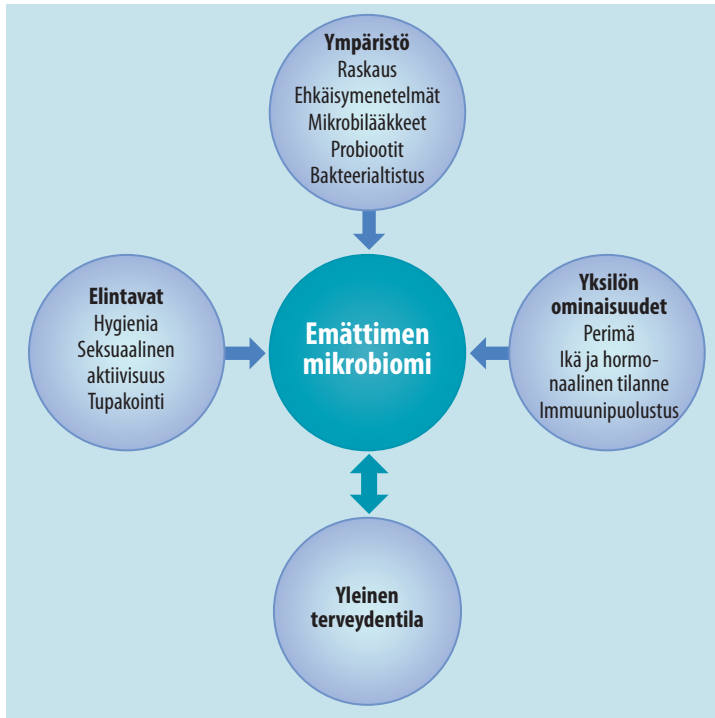 Ympäristö
Raskaus
Ehkäisymenetelmät
Mikrobilääkkeet
Probiootit
Bakteerialtistus
Elintavat
Hygienia
Seksuaalinen
aktiivisuus
Tupakointi
Emättimen
mikrobiomi
Yksilön
ominaisuudet
Perimä
Ikä ja hormo-
naalinen tilanne
Immuunipuolustus
Yleinen
terveydentila